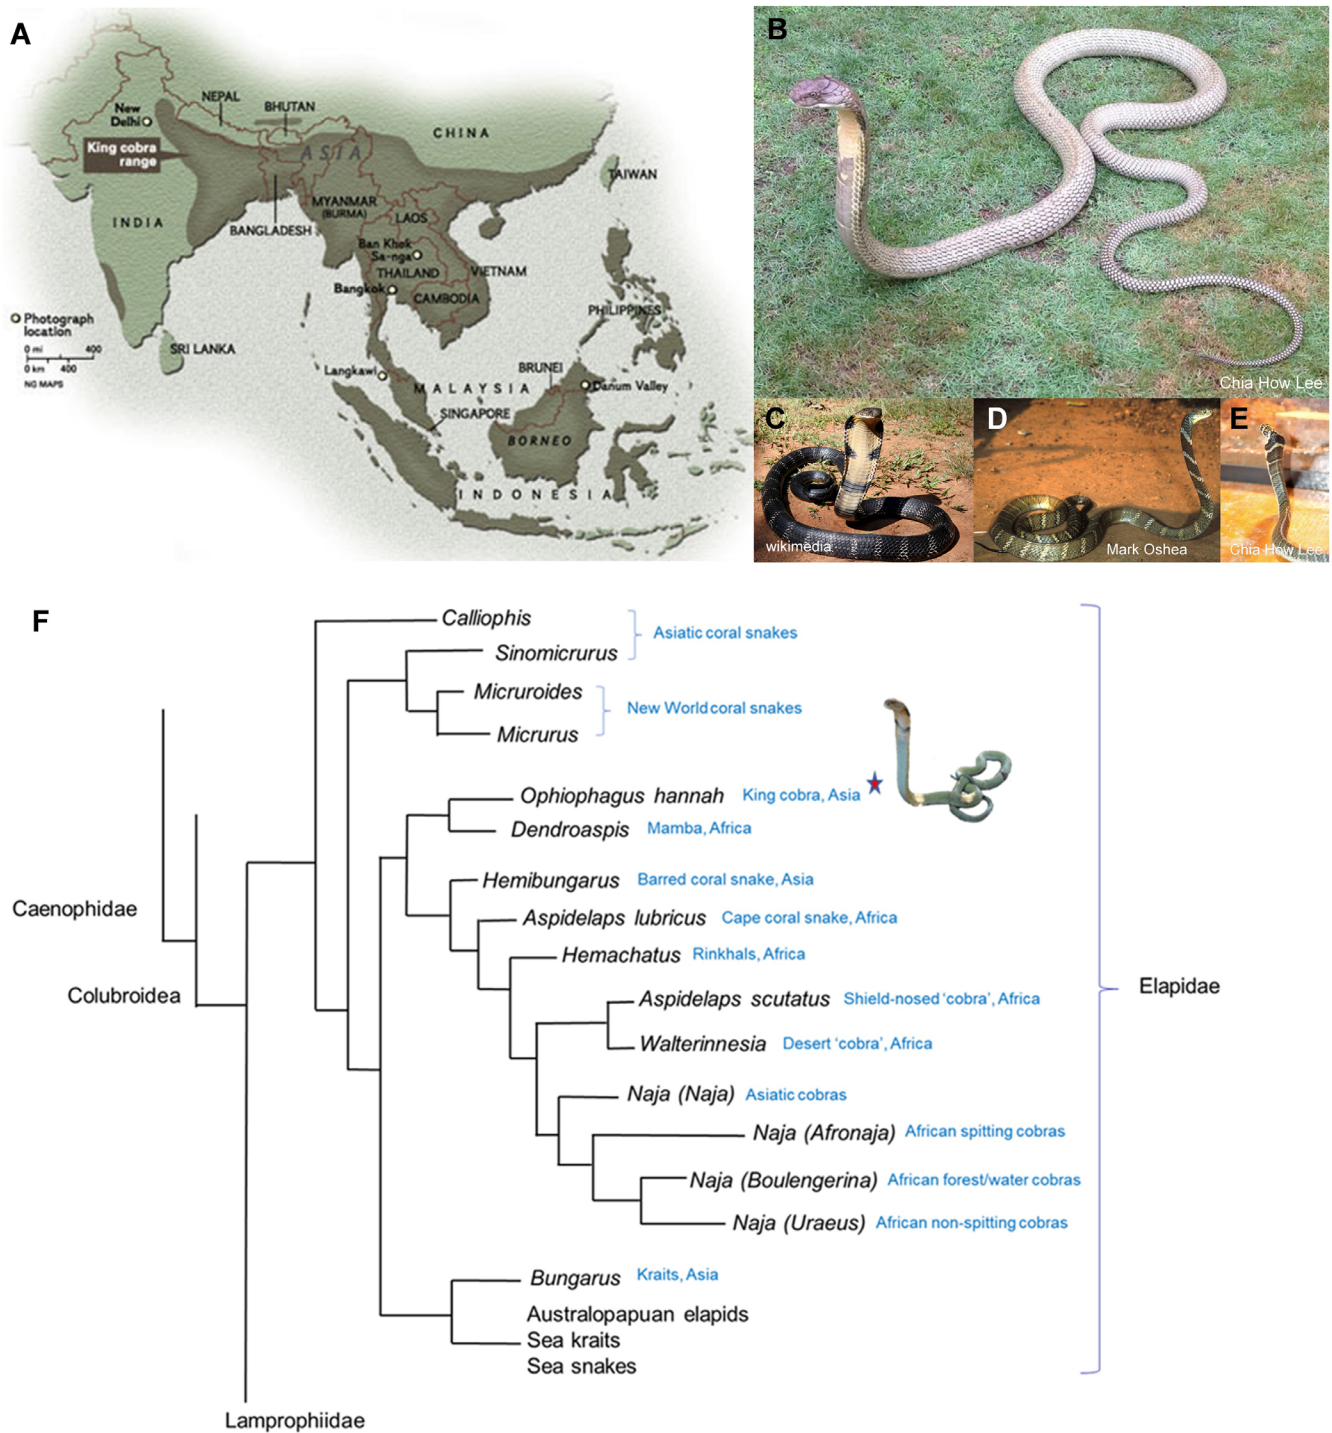 A
NEPAL
BHUTAN
New
Delhi
CHINA
King cobra
range
ASIA
TAIWAN
MYANMAR
(BURMA)
LAOS
INDIA
BANGLADESH
Ban Khok
Sa-nga
THAILAND
VIETNAM
Bangkok
CAMBODIA
PHILIPPINES
Photograph
location
0 mi 400
0 km 400
NG MAPS
SRI LANKA
Langkawi
MALAYSIA
BRUNEI
Danum Valley
SINGAPORE
BORNEO
INDONESIA
B
Chia How Lee
C
wikimedia
D
Mark Oshea
E
Chia How Lee
F
Calliophis
Asiatic coral snakes
Sinomicrurus
Micruroides
New World coral snakes
Micrurus
Ophiophagus hannah King cobra, Asia
Dendroaspis Mamba, Africa
Hemibungarus Barred coral snake, Asia
Caenophidae
Aspidelaps lubricus Cape coral snake, Africa
Hemachatus Rinkhals, Africa
Colubroidea
Elapidae
Aspidelaps scutatus Shield-nosed ‘cobra’, Africa
Walterinnesia Desert ‘cobra’, Africa
Naja (Naja) Asiatic cobras
Naja (Afronaja) African spitting cobras
Naja (Boulengerina) African forest/water cobras
Naja (Uraeus) African non-spitting cobras
Bungarus Kraits, Asia
Australopapuan elapids
Sea kraits
Sea snakes
Lamprophiidae